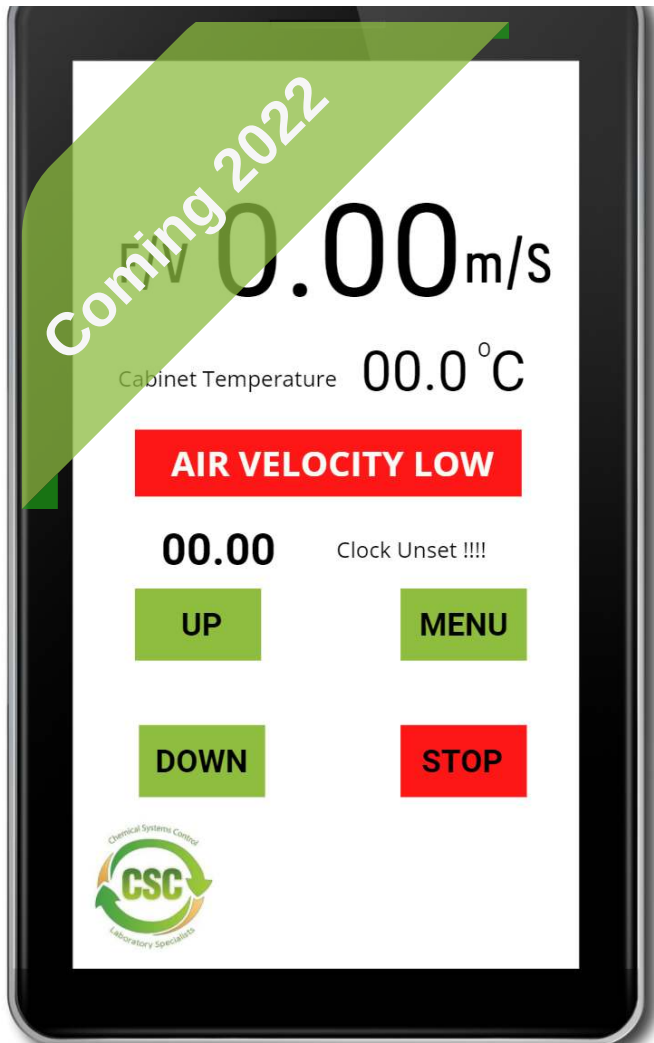 Coming 2022
F/V 0.00 m/S
Cabinet Temperature 00.0 °C
AIR VELOCITY LOW
00.00 Clock Unset !!!!
UP MENU
DOWN STOP
Chemical Systems Control
CSC
Laboratory Specialists